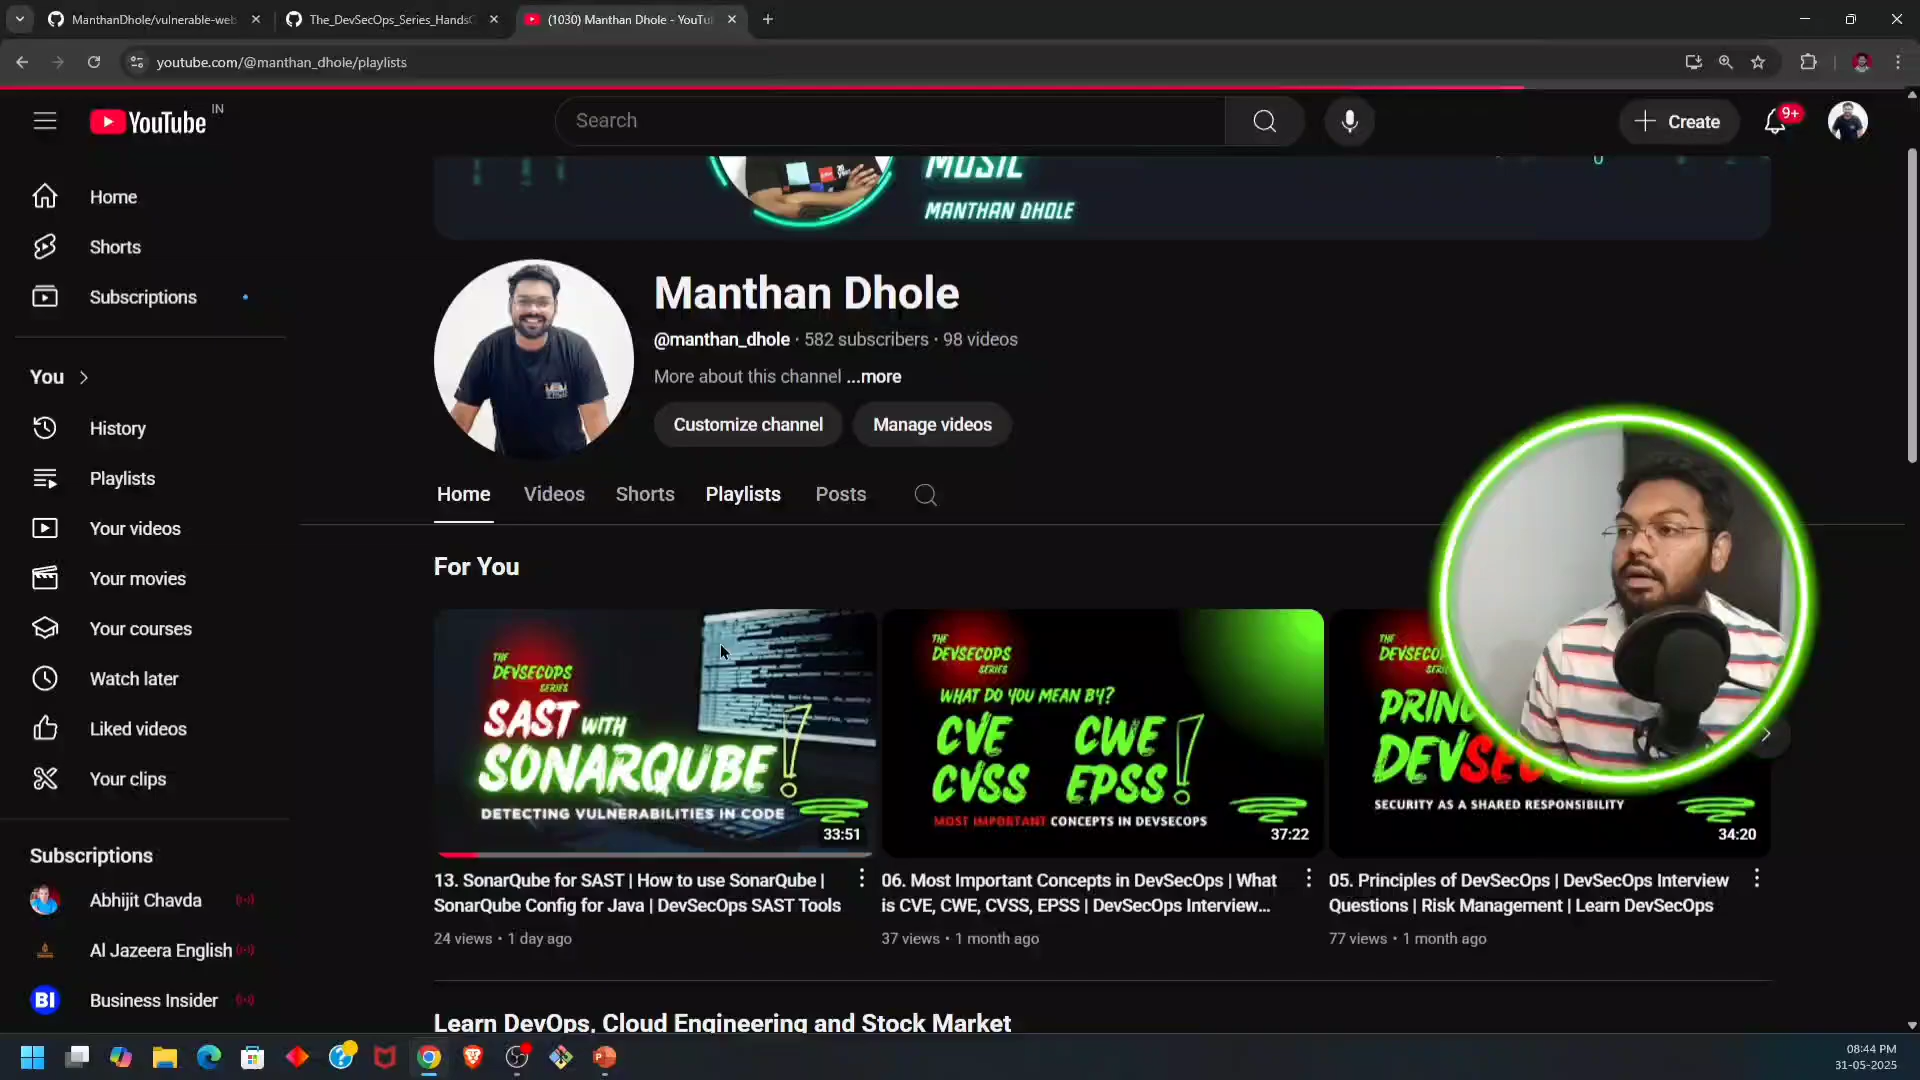 ManthanDhole/vulnerable-web
The_DevSecOps_Series_HandsO
(1030) Manthan Dhole - YouTu
youtube.com/@manthan_dhole/playlists
YouTube
IN
Search
Create
9+
Home
Shorts
Subscriptions
You
History
Playlists
Your videos
Your movies
Your courses
Watch later
Liked videos
Your clips
Subscriptions
Abhijit Chavda
Al Jazeera English
BI
Business Insider
MUSIC
MANTHAN DHOLE
Manthan Dhole
@manthan_dhole · 582 subscribers · 98 videos
More about this channel ...more
Customize channel
Manage videos
Home
Videos
Shorts
Playlists
Posts
For You
THE
DEVSECOPS
SERIES
SAST WITH
SONARQUBE!
DETECTING VULNERABILITIES IN CODE
33:51
13. SonarQube for SAST | How to use SonarQube |
SonarQube Config for Java | DevSecOps SAST Tools
24 views · 1 day ago
THE
DEVSECOPS
SERIES
WHAT DO YOU MEAN BY?
CVE CWE
CVSS EPSS!
MOST IMPORTANT CONCEPTS IN DEVSECOPS
37:22
06. Most Important Concepts in DevSecOps | What
is CVE, CWE, CVSS, EPSS | DevSecOps Interview...
37 views · 1 month ago
THE
SERIES
SECURITY AS A SHARED RESPONSIBILITY
34:20
05. Principles of DevSecOps | DevSecOps Interview
Questions | Risk Management | Learn DevSecOps
77 views · 1 month ago
Learn DevOps, Cloud Engineering and Stock Market
08:44 PM
31-05-2025